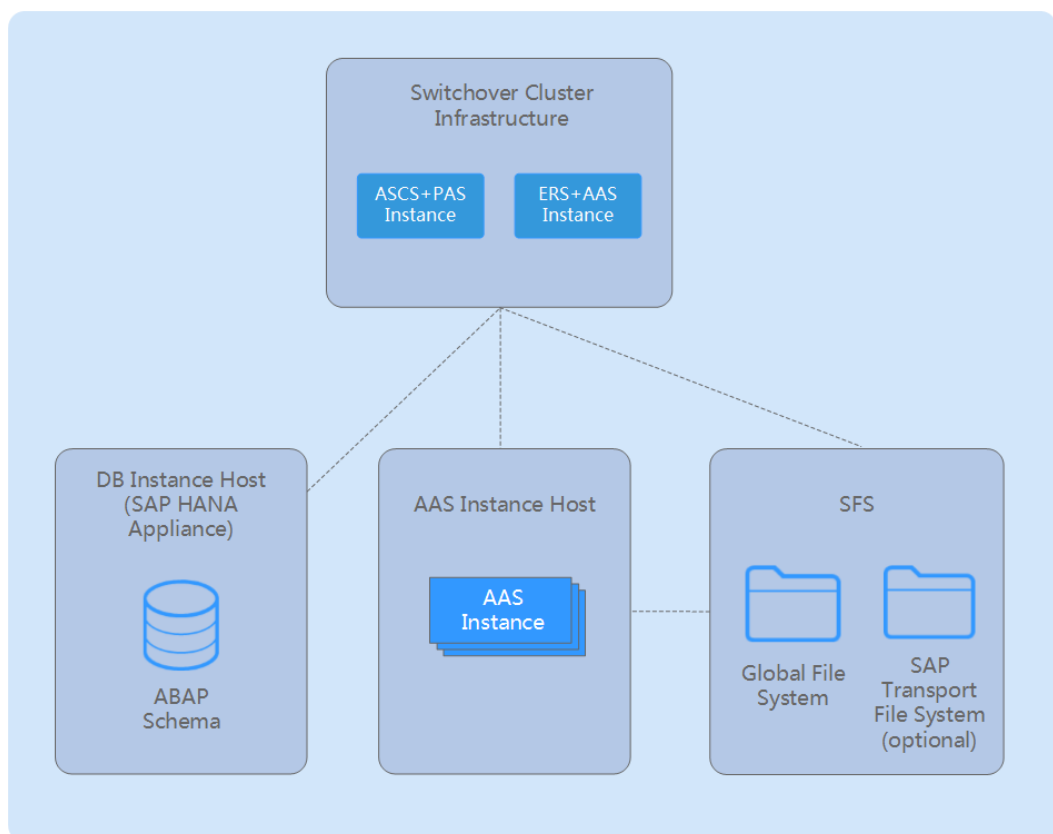 Switchover Cluster
Infrastructure
ASCS+PAS
Instance
ERS+AAS
Instance
DB Instance Host
(SAP HANA
Appliance)
ABAP
Schema
AAS Instance Host
AAS
Instance
SFS
Global File
System
SAP
Transport
File System
(optional)